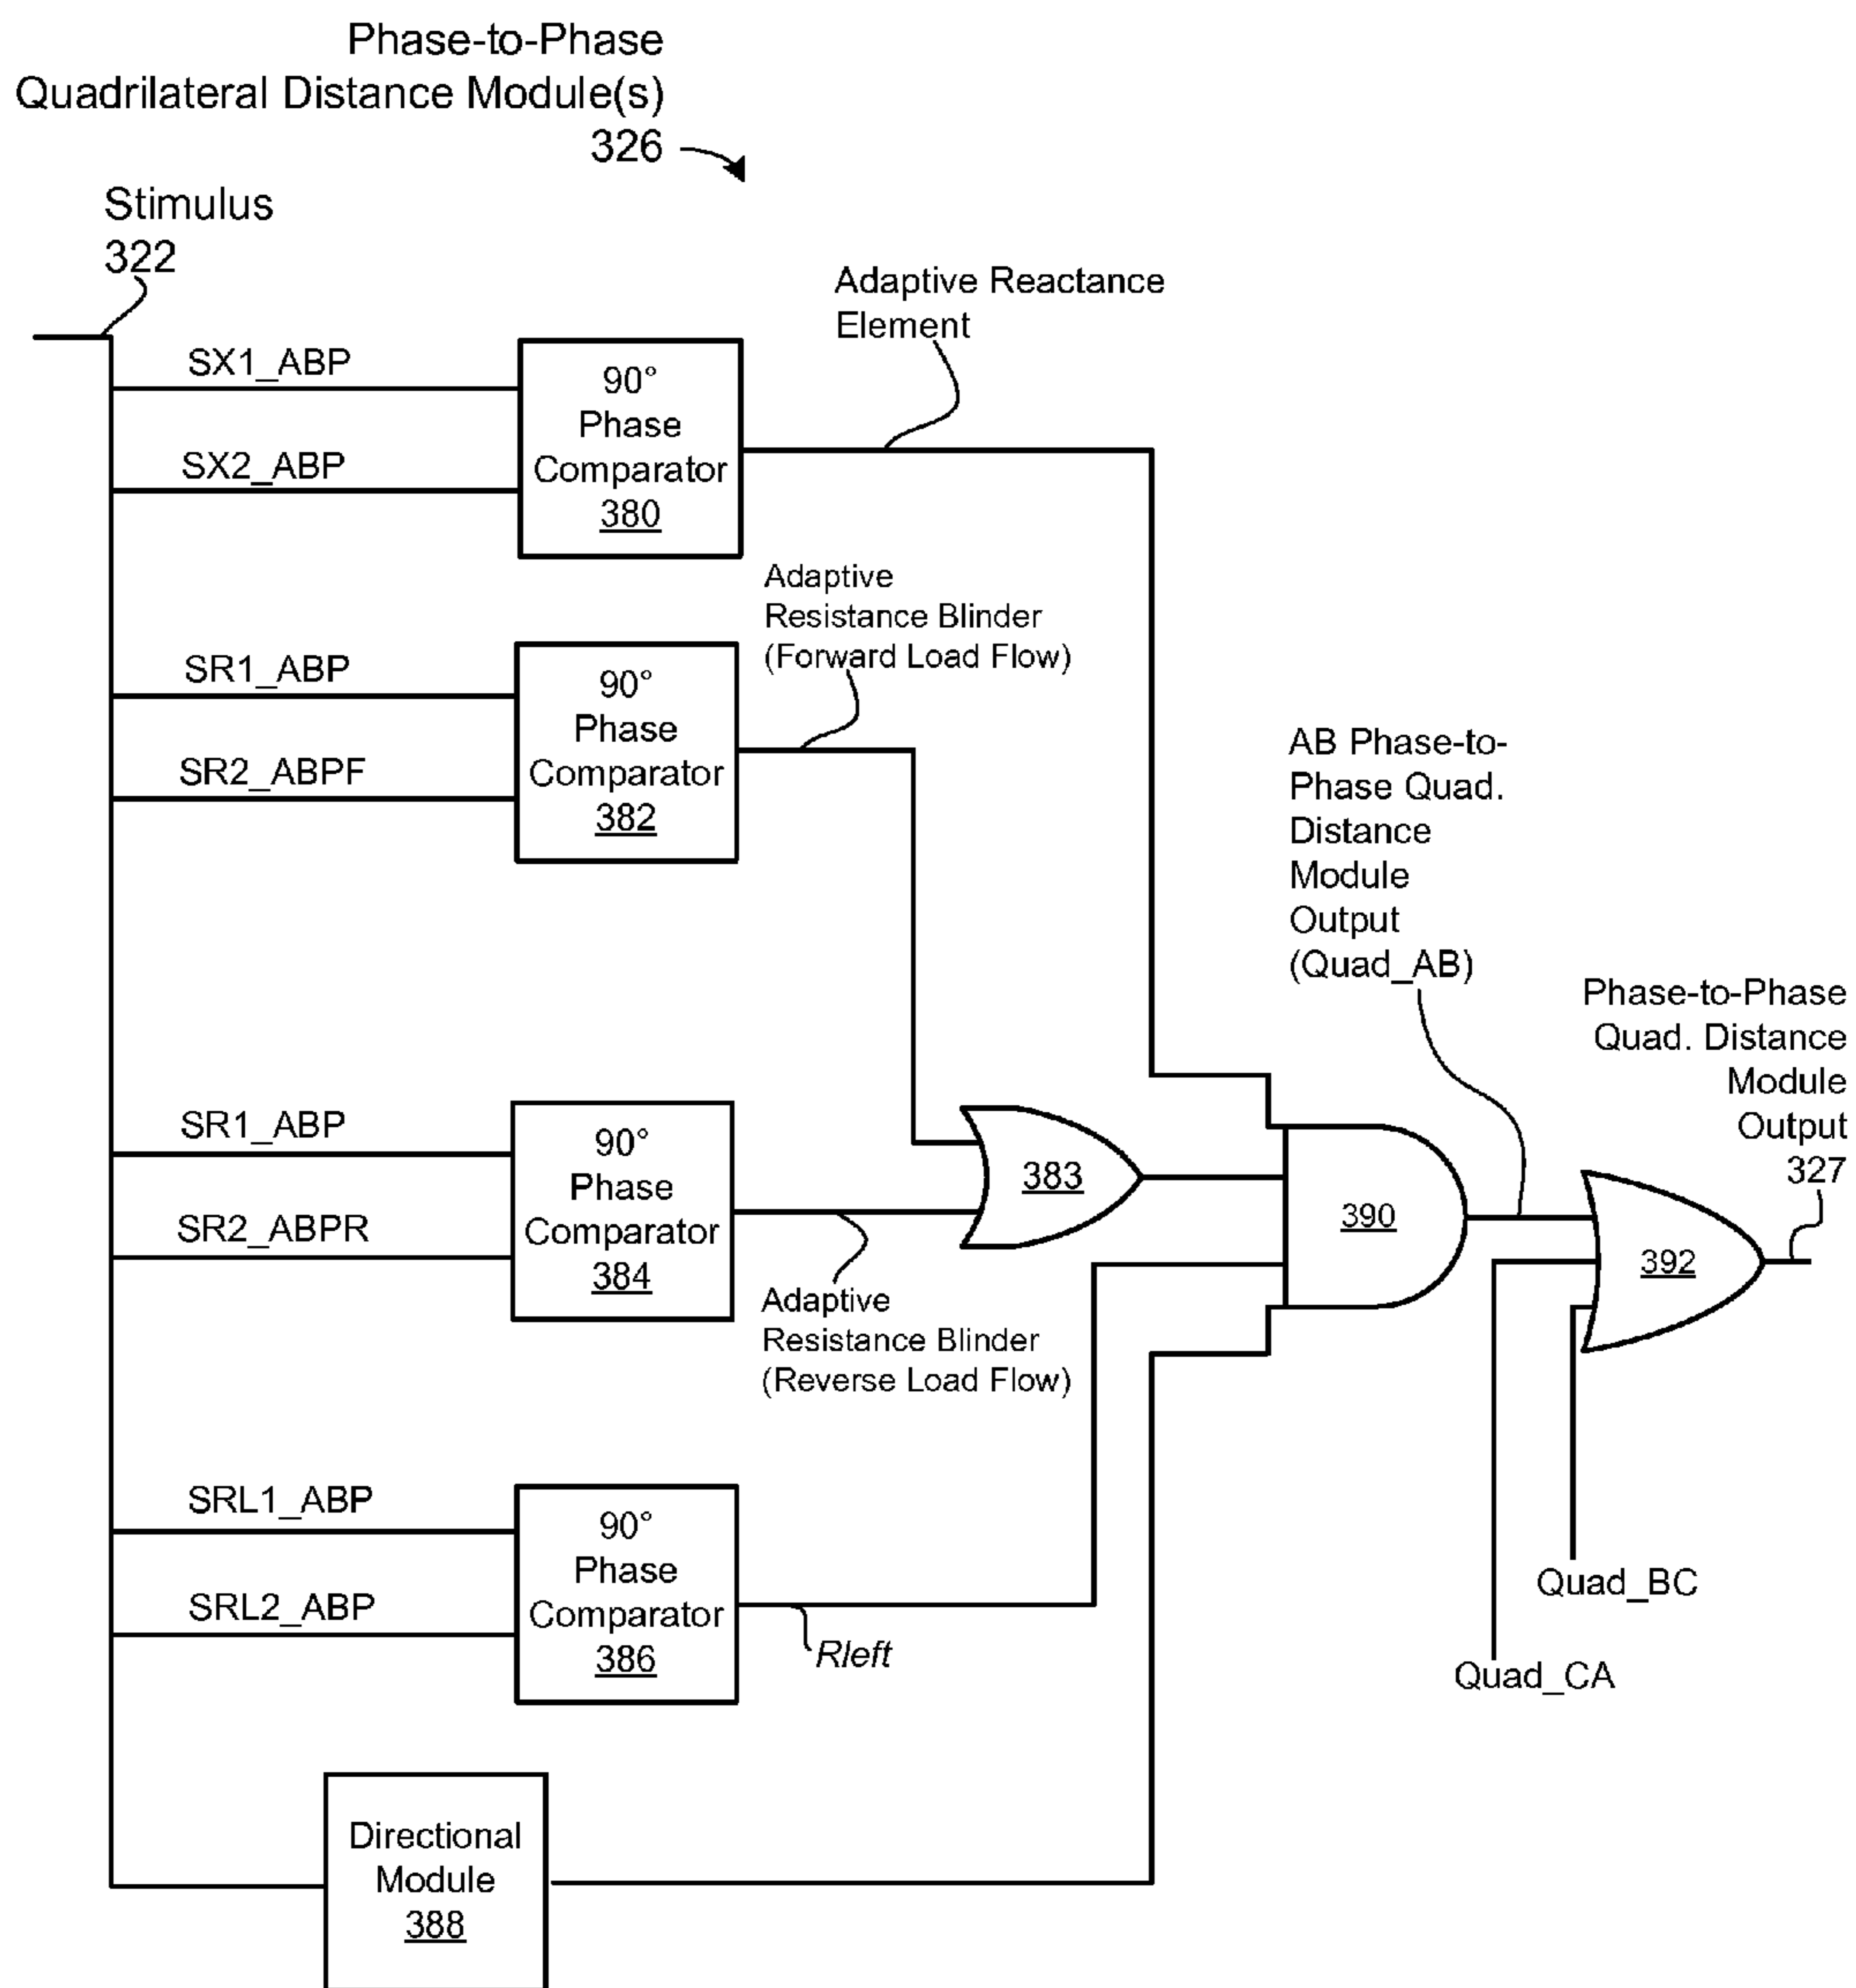 Phase-to-Phase
Quadrilateral Distance Module(s)
326
Stimulus
322
Adaptive Reactance
Element
SX1_ABP
90°
Phase
Comparator
380
SX2_ABP
Adaptive
Resistance Blinder
(Forward Load Flow)
SR1_ABP
90°
Phase
Comparator
382
SR2_ABPF
AB Phase-to-
Phase Quad.
Distance
Module
Output
(Quad_AB)
Phase-to-Phase
Quad. Distance
Module
Output
327
SR1_ABP
90°
Phase
Comparator
384
SR2_ABPR
383
390
392
Adaptive
Resistance Blinder
(Reverse Load Flow)
SRL1_ABP
90°
Phase
Comparator
386
SRL2_ABP
Rleft
Quad_BC
Quad_CA
Directional
Module
388